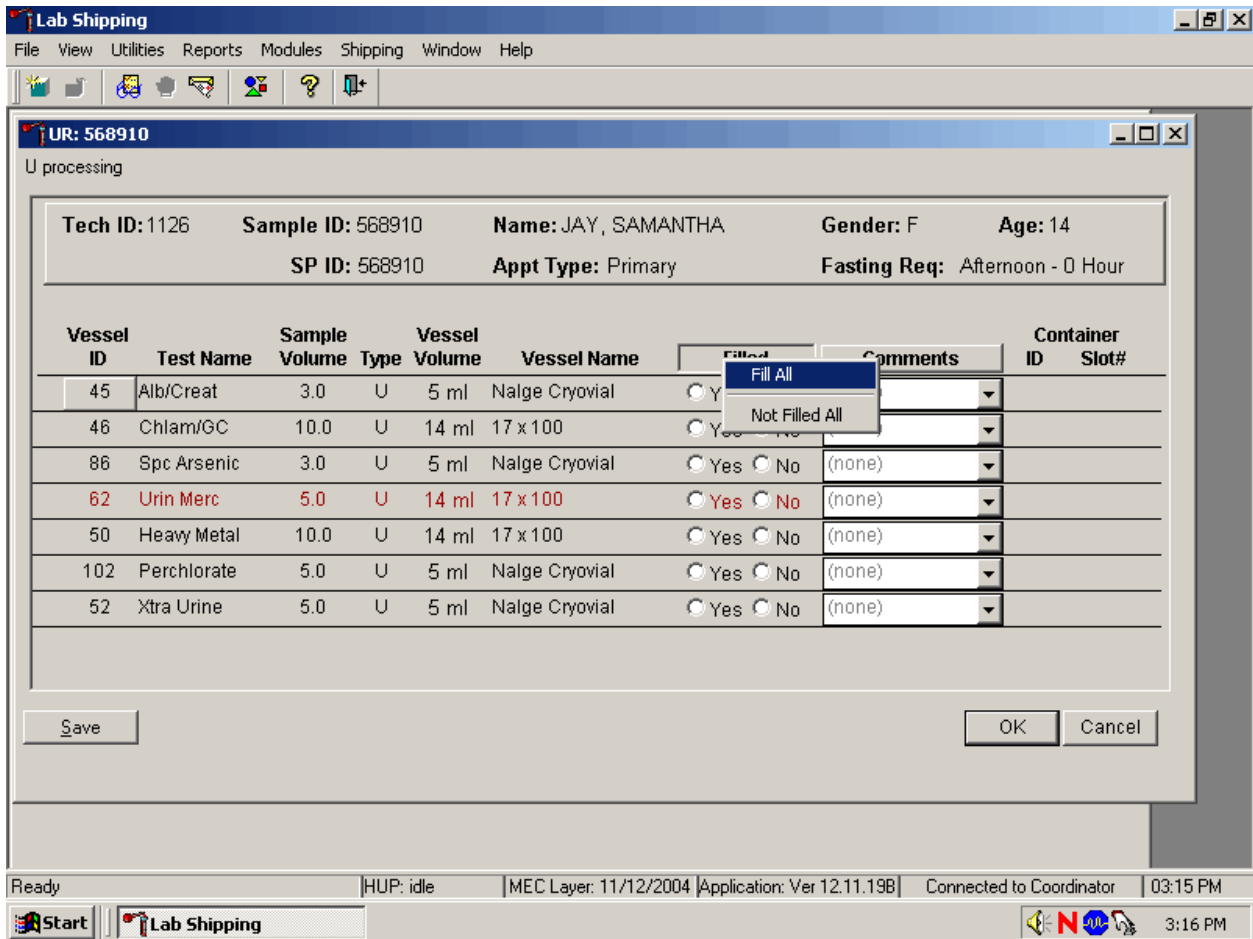 Lab Shipping
File View Utilities Reports Modules Shipping Window Help
UR: 568910
U processing
Tech ID: 1126 Sample ID: 568910 Name: JAY, SAMANTHA Gender: F Age: 14
SP ID: 568910 Appt Type: Primary Fasting Req: Afternoon - 0 Hour
Vessel Sample Vessel Container
ID Test Name Volume Type Volume Vessel Name Filled Comments ID Slot#
Fill All
45 Alb/Creat 3.0 U 5 ml Nalge Cryovial
Not Filled All
46 Chlam/GC 10.0 U 14 ml 17 x 100 Yes No
86 Spc Arsenic 3.0 U 5 ml Nalge Cryovial Yes No (none)
62 Urin Merc 5.0 U 14 ml 17 x 100 Yes No (none)
50 Heavy Metal 10.0 U 14 ml 17 x 100 Yes No (none)
102 Perchlorate 5.0 U 5 ml Nalge Cryovial Yes No (none)
52 Xtra Urine 5.0 U 5 ml Nalge Cryovial Yes No (none)
Save OK Cancel
Ready HUP: idle MEC Layer: 11/12/2004 Application: Ver 12.11.19B Connected to Coordinator 03:15 PM
Start Lab Shipping N 3:16 PM